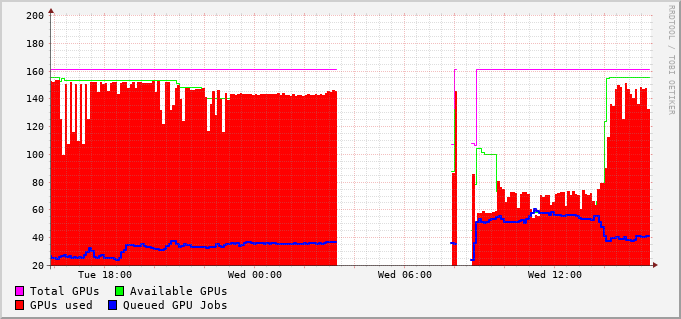 200
180
160
140
120
100
80
60
40
20
Tue 18:00 Wed 00:00 Wed 06:00 Wed 12:00
Total GPUs Available GPUs
GPUs used Queued GPU Jobs
RRDTOOL / TOBI OETIKER